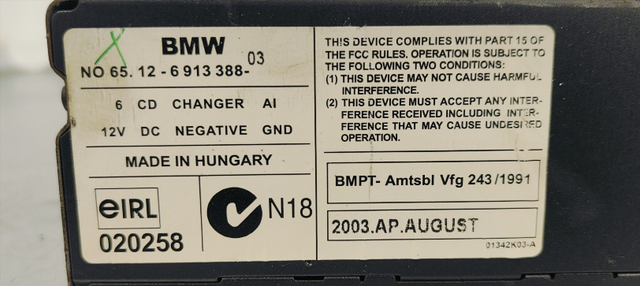 BMW
NO 65. 12 - 6 913 388- 03
6 CD CHANGER AI
12V DC NEGATIVE GND
MADE IN HUNGARY
eIRL
020258
N18
THIS DEVICE COMPLIES WITH PART 15 OF
THE FCC RULES. OPERATION IS SUBJECT TO
THE FOLLOWING TWO CONDITIONS:
(1) THIS DEVICE MAY NOT CAUSE HARMFUL
INTERFERENCE.
(2) THIS DEVICE MUST ACCEPT ANY INTER-
FERENCE RECEIVED INCLUDING INTER-
FERENCE THAT MAY CAUSE UNDESIRED
OPERATION.
BMPT- Amtsbl Vfg 243 /1991
2003.AP.AUGUST
01342K03-A